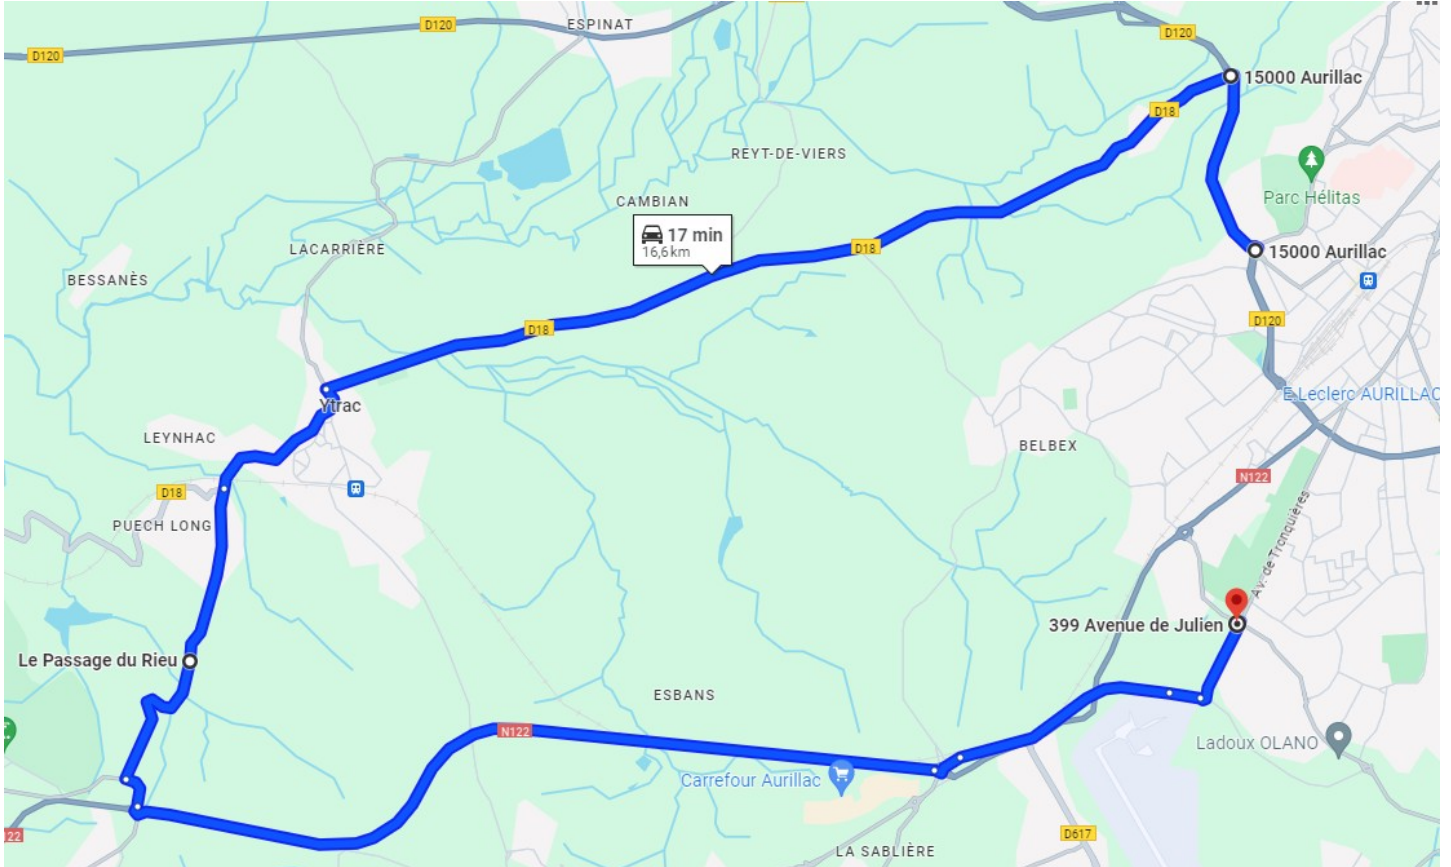 D120
ESPINAT
D120
D120
15000 Aurillac
D18
REYT-DE-VIERS
Parc Hélitas
CAMBIAN
17 min
16,6 km
LACARRIÈRE
D18
15000 Aurillac
BESSANÈS
D120
D18
E.Leclerc AURILLAC
Ytrac
LEYNHAC
BELBEX
N122
D18
PUECH LONG
Av. de Tronquières
399 Avenue de Julien
Le Passage du Rieu
ESBANS
N122
Ladoux OLANO
Carrefour Aurillac
122
D617
LA SABLIÈRE